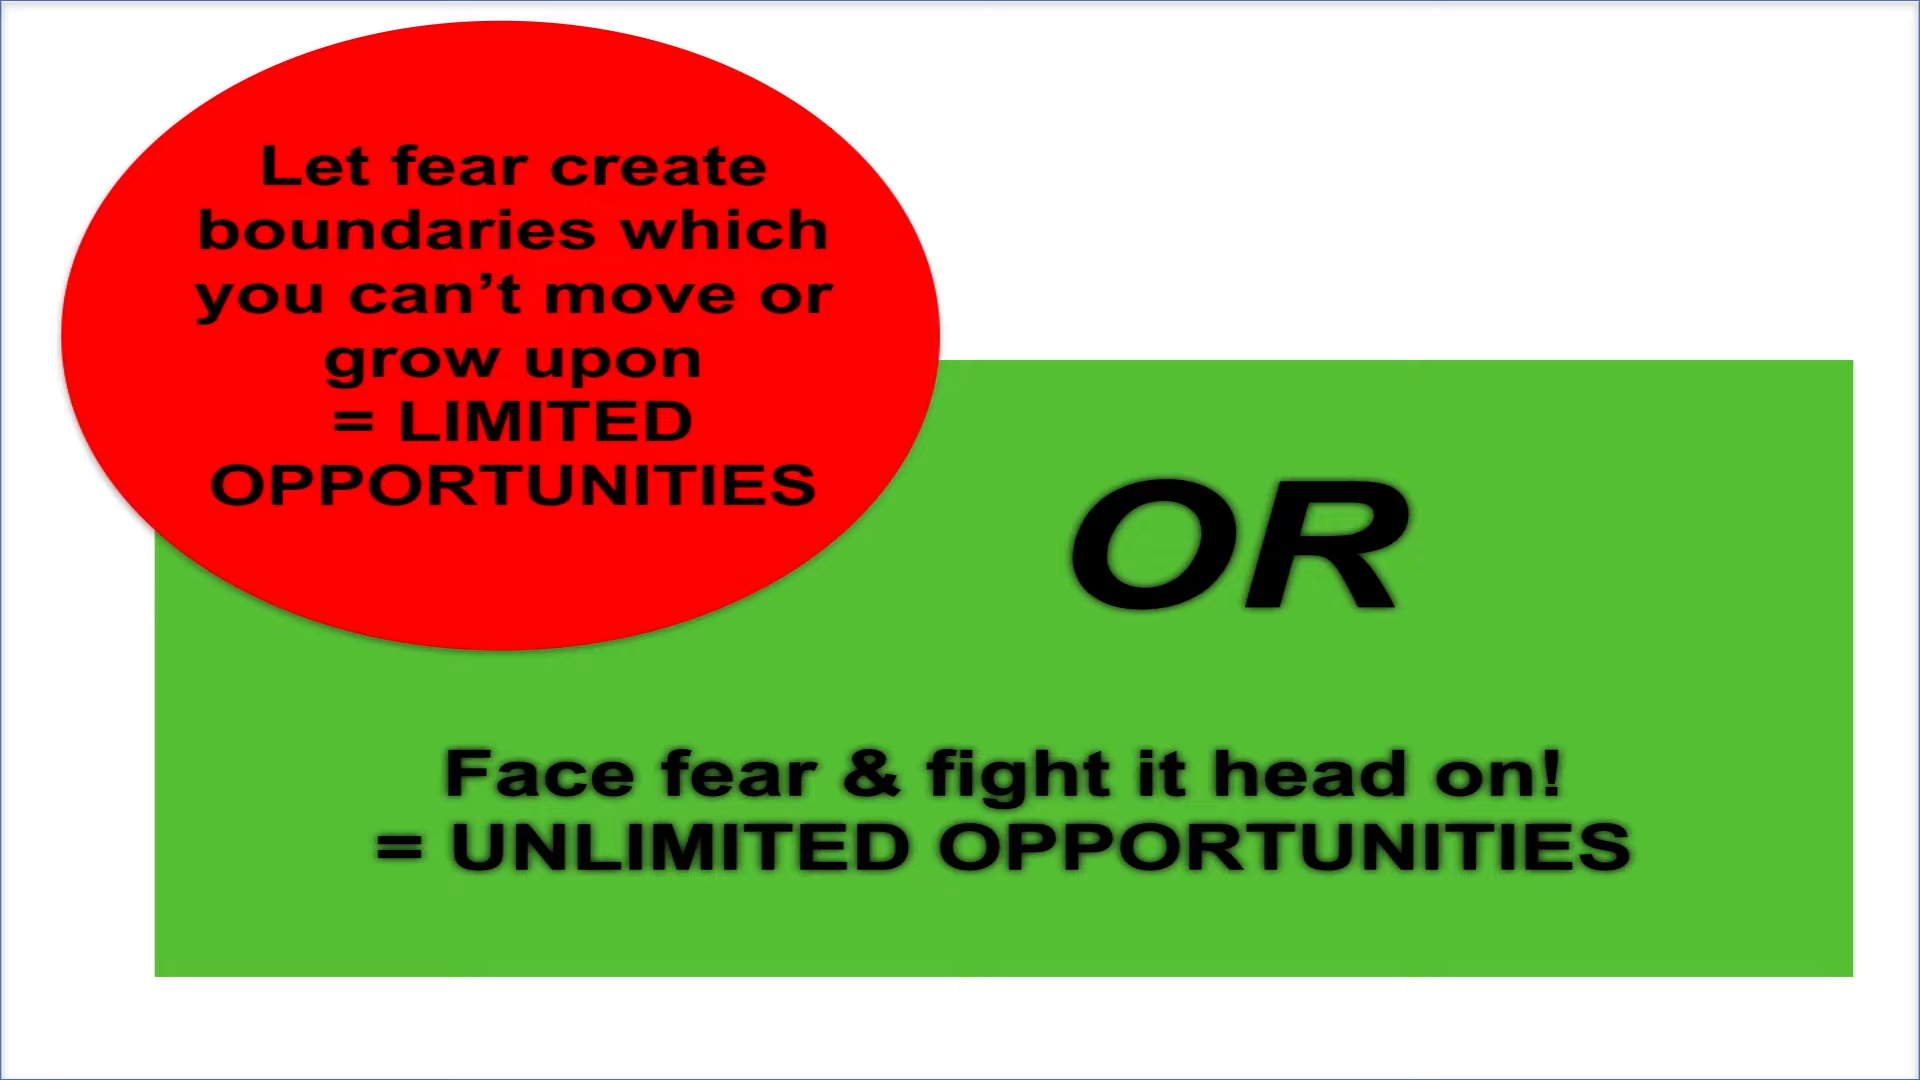 Let fear create
boundaries which
you can’t move or
grow upon
= LIMITED
OPPORTUNITIES
OR
Face fear & fight it head on!
= UNLIMITED OPPORTUNITIES